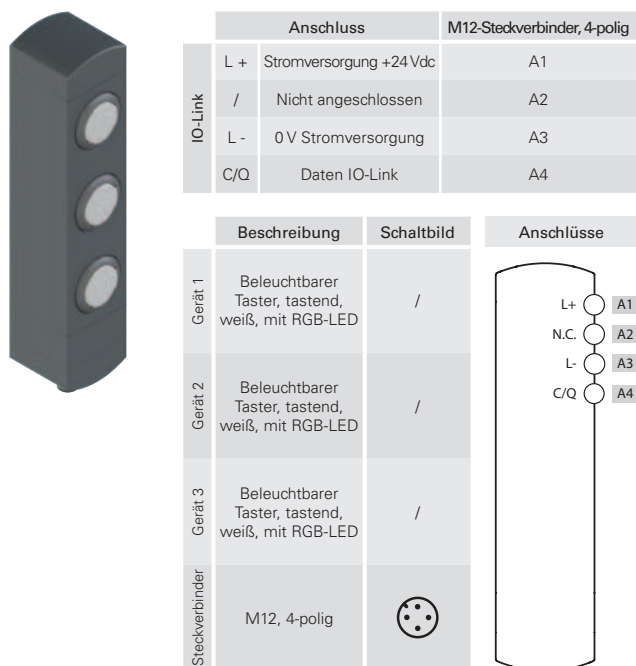 Anschluss M12-Steckverbinder, 4-polig
IO-Link
L + Stromversorgung +24 Vdc A1
/ Nicht angeschlossen A2
L - 0 V Stromversorgung A3
C/Q Daten IO-Link A4
Beschreibung Schaltbild Anschlüsse
Gerät 1
Beleuchtbarer
Taster, tastend,
weiß, mit RGB-LED
/
Gerät 2
Beleuchtbarer
Taster, tastend,
weiß, mit RGB-LED
/
Gerät 3
Beleuchtbarer
Taster, tastend,
weiß, mit RGB-LED
/
Steckverbinder
M12, 4-polig
L+ A1
N.C. A2
L- A3
C/Q A4